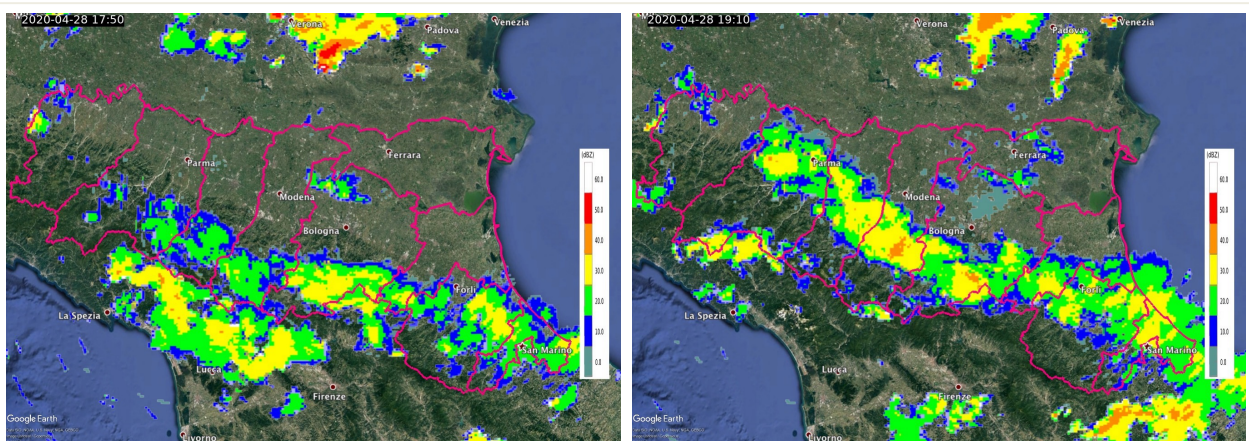 2020-04-28 17:50
Verona
Padova
Venezia
Parma
Ferrara
Modena
Bologna
Forlì
La Spezia
San Marino
Lucca
Firenze
Livorno
Google Earth
(dBZ)
60.0
50.0
40.0
30.0
20.0
10.0
0.0
2020-04-28 19:10
Verona
Padova
Venezia
Parma
Ferrara
Modena
Bologna
Forlì
La Spezia
San Marino
Lucca
Firenze
Livorno
Google Earth
(dBZ)
60.0
50.0
40.0
30.0
20.0
10.0
0.0